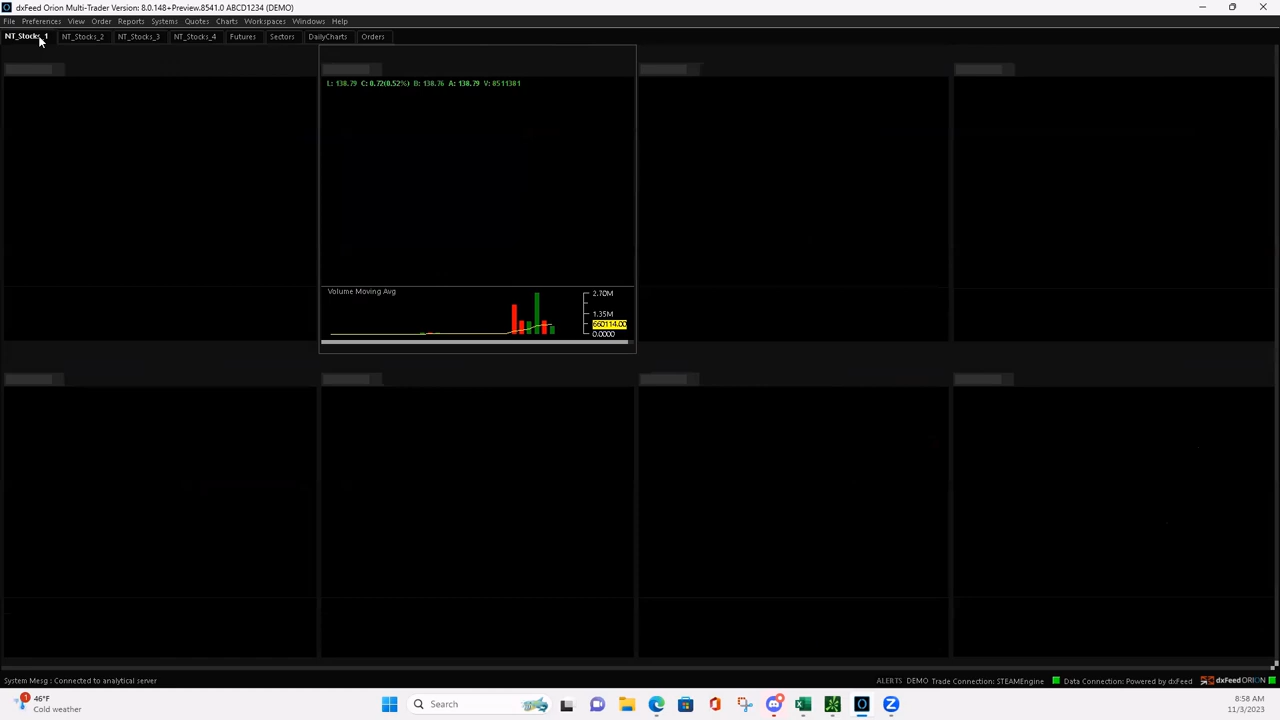 dxFeed Orion Multi-Trader Version: 8.0.148+Preview.8541.0 ABCD1234 (DEMO)
File Preferences View Order Reports Systems Quotes Charts Workspaces Windows Help
NT_Stocks_1 NT_Stocks_2 NT_Stocks_3 NT_Stocks_4 Futures Sectors DailyCharts Orders
L: 138.79 C: 0.72(0.52%) B: 138.76 A: 138.79 V: 8511381
Volume Moving Avg
2.70M
1.35M
660114.00
0.0000
System Mesg : Connected to analytical server
ALERTS DEMO Trade Connection: STEAMEngine Data Connection: Powered by dxFeed dxFeed ORION
1
46°F
Cold weather
Search
8:58 AM
11/3/2023